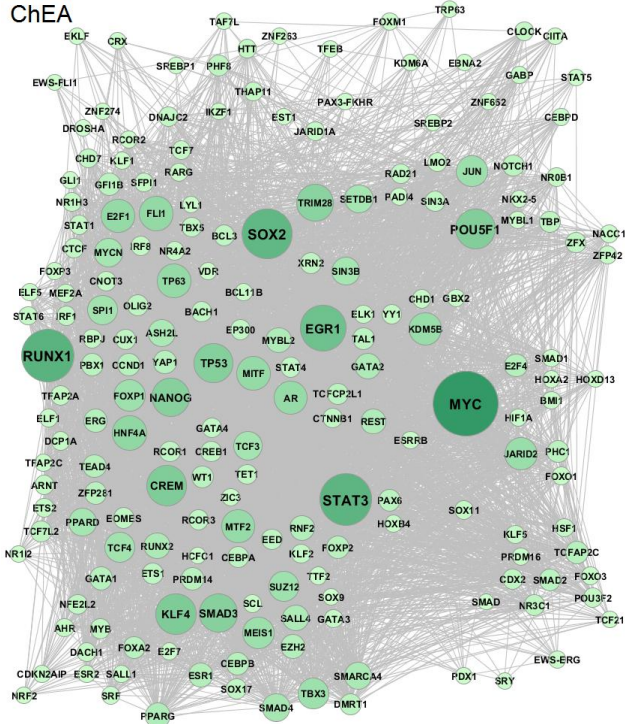 ChEA
TRP63
TAF7L
FOXM1
EKLF
CRX
HTT
ZNF263
TFEB
CLOCK
CIITA
SREBP1
PHF8
KDM6A
EBNA2
GABP
STAT5
EWS-FLI1
THAP11
PAX3-FKHR
ZNF652
ZNF274
DNAJC2
IKZF1
EST1
SREBP2
CEBPD
DROSHA
RCOR2
JARID1A
CHD7
KLF1
TCF7
RARG
LMO2
JUN
NOTCH1
GLI1
GFI1B
SFPI1
RAD21
NR0B1
NR1H3
E2F1
FLI1
LYL1
TRIM28
SETDB1
PADI4
SIN3A
NKX2-5
STAT1
TBX5
SOX2
POU5F1
MYBL1
TBP
NACC1
CTCF
MYCN
IRF8
NR4A2
BCL3
XRN2
ZFX
ZFP42
FOXP3
CNOT3
TP63
VDR
SIN3B
ELF5
MEF2A
BCL11B
CHD1
GBX2
STAT6
IRF1
SPI1
OLIG2
BACH1
ELK1
YY1
RBPJ
CUX1
ASH2L
EP300
MYBL2
EGR1
TAL1
KDM5B
RUNX1
PBX1
CCND1
YAP1
TP53
MITF
STAT4
GATA2
E2F4
SMAD1
HOXA2
HOXD13
TFAP2A
FOXP1
NANOG
AR
TCFCP2L1
MYC
BMI1
ELF1
ERG
CTNNB1
REST
HIF1A
DCP1A
HNF4A
GATA4
TCF3
ESRRB
JARID2
PHC1
TFAP2C
TEAD4
RCOR1
CREB1
FOXO1
ARNT
ZFP281
CREM
WT1
TET1
STAT3
PAX6
SOX11
ETS2
ZIC3
TCF7L2
PPARD
EOMES
RCOR3
MTF2
RNF2
HOXB4
KLF5
HSF1
NR1I2
TCF4
RUNX2
HCFC1
CEBPA
EED
KLF2
FOXP2
PRDM16
TCFAP2C
GATA1
ETS1
PRDM14
SUZ12
TTF2
CDX2
SMAD2
FOXO3
NFE2L2
SCL
SOX9
SMAD
NR3C1
POU3F2
AHR
MYB
KLF4
SMAD3
MEIS1
SALL4
GATA3
TCF21
DACH1
FOXA2
E2F7
EZH2
CDKN2AIP
ESR2
SALL1
ESR1
CEBPB
SMARCA4
PDX1
EWS-ERG
NRF2
SRF
SOX17
TBX3
SRY
PPARG
SMAD4
DMRT1